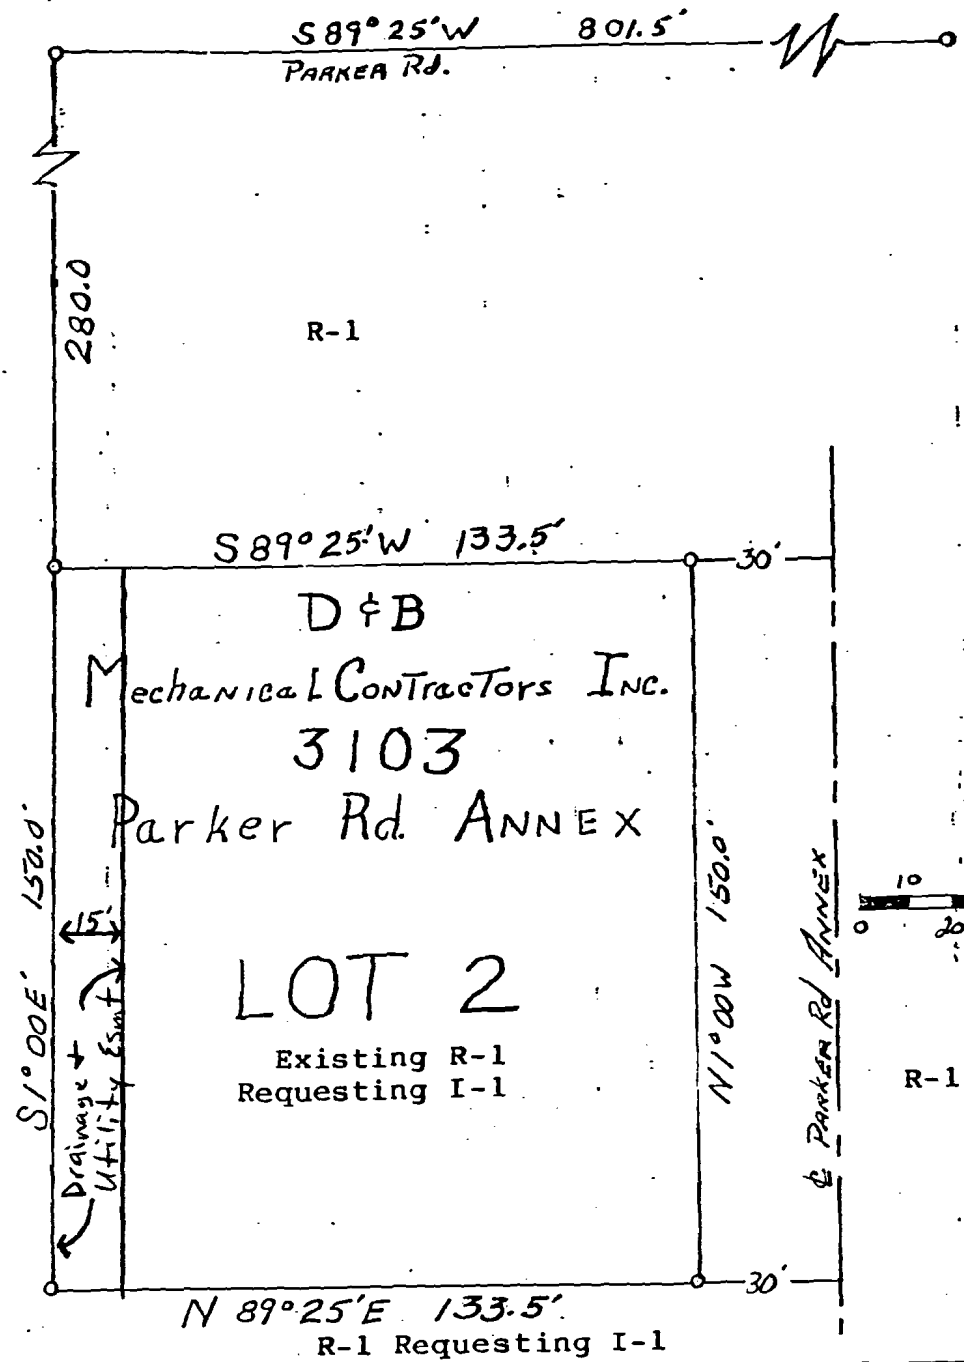 S 89° 25' W 801.5'
PARKER Rd.
280.0
R-1
S 89° 25' W 133.5'
30'
D & B
Mechanical Contractors Inc.
3103
Parker Rd. ANNEX
S 1° 00 E 150.0'
15'
Drainage +
Utility Esmt
LOT 2
Existing R-1
Requesting I-1
N 1° 00 W 150.0'
℄ PARKER Rd ANNEX
10
0 20
R-1
30'
N 89° 25' E 133.5'
R-1 Requesting I-1